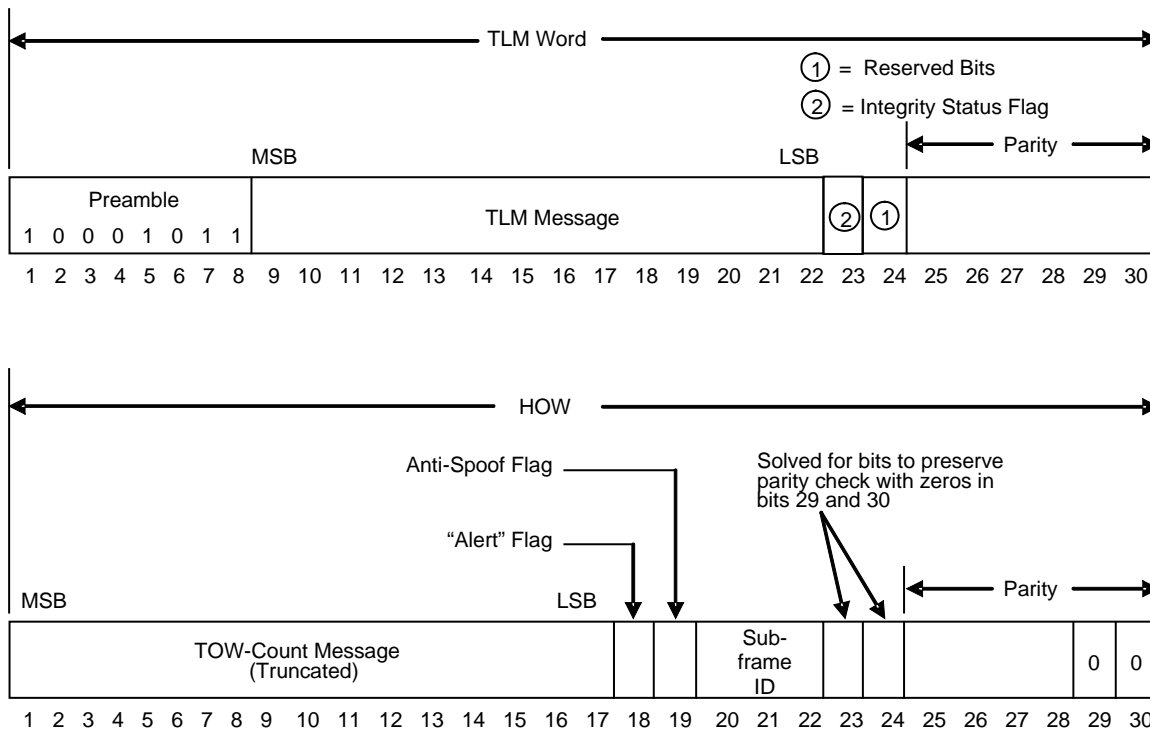 TLM Word
1 = Reserved Bits
2 = Integrity Status Flag
MSB
LSB
Parity
Preamble
1 0 0 0 1 0 1 1
TLM Message
2
1
1 2 3 4 5 6 7 8 9 10 11 12 13 14 15 16 17 18 19 20 21 22 23 24 25 26 27 28 29 30
HOW
Anti-Spoof Flag
Solved for bits to preserve
parity check with zeros in
bits 29 and 30
“Alert” Flag
MSB
LSB
Parity
TOW-Count Message
(Truncated)
Sub-
frame
ID
0
0
1 2 3 4 5 6 7 8 9 10 11 12 13 14 15 16 17 18 19 20 21 22 23 24 25 26 27 28 29 30